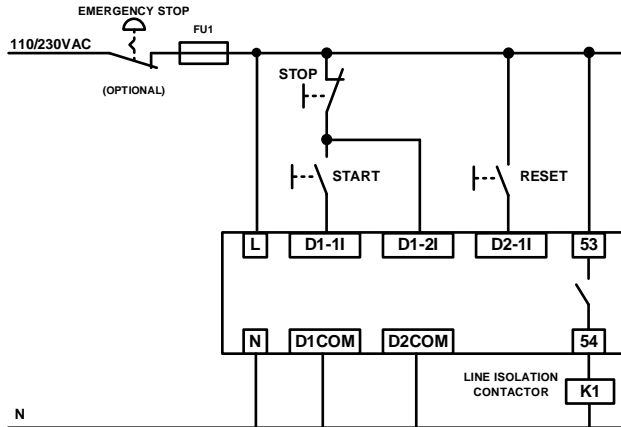 EMERGENCY STOP
110/230VAC
FU1
(OPTIONAL)
STOP
START
RESET
L
D1-1I
D1-2I
D2-1I
53
N
D1COM
D2COM
54
LINE ISOLATION
CONTACTOR
K1
N